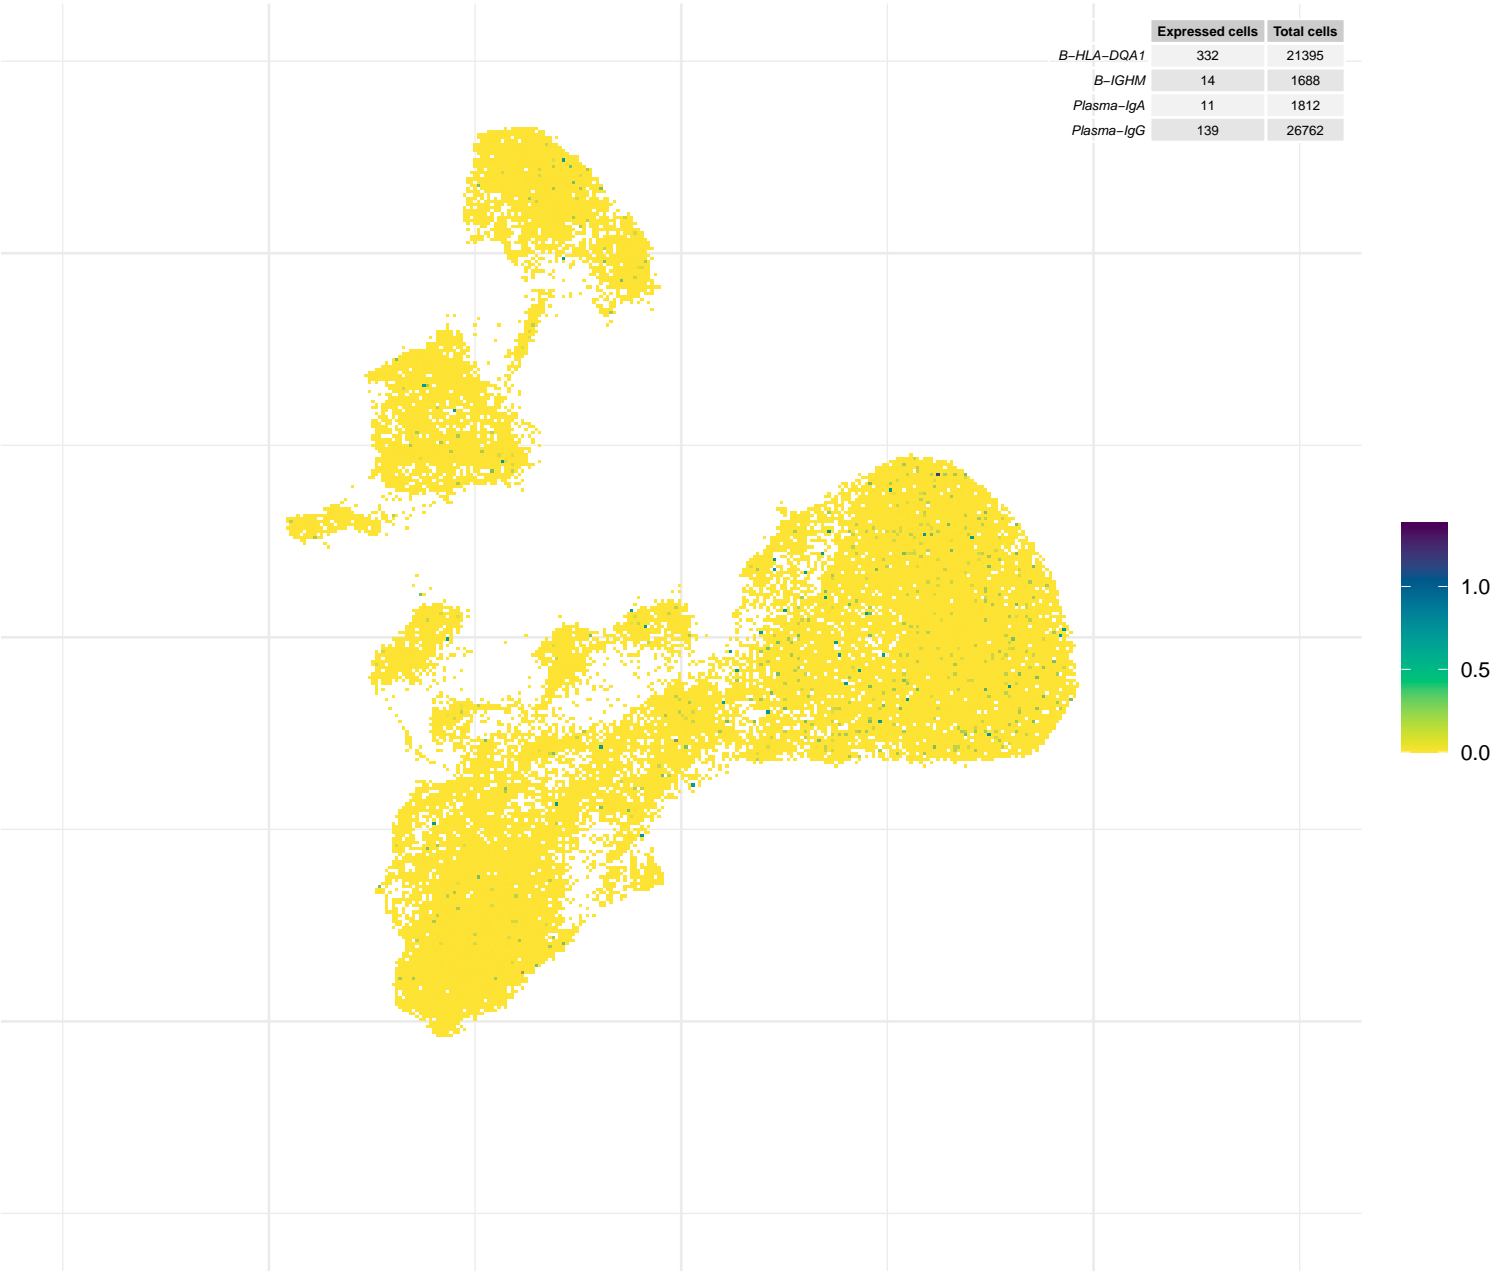 Expressed cells Total cells
B−HLA−DQA1 332 21395
B−IGHM 14 1688
Plasma−IgA 11 1812
Plasma−IgG 139 26762
1.0
0.5
0.0